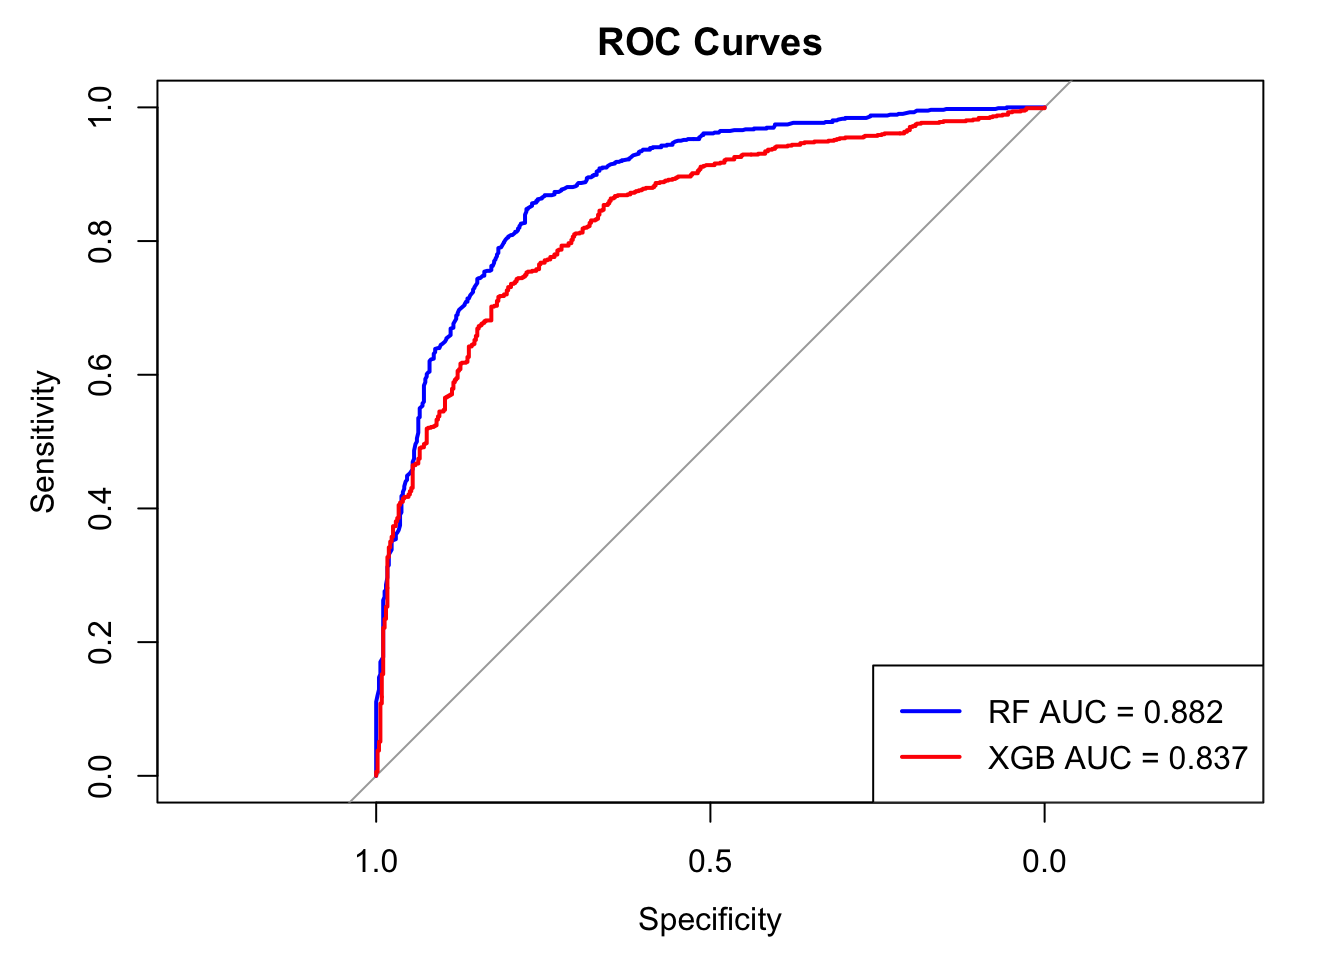 ROC Curves
Sensitivity
1.0
0.8
0.6
0.4
0.2
0.0
RF AUC = 0.882
XGB AUC = 0.837
1.0 0.5 0.0
Specificity